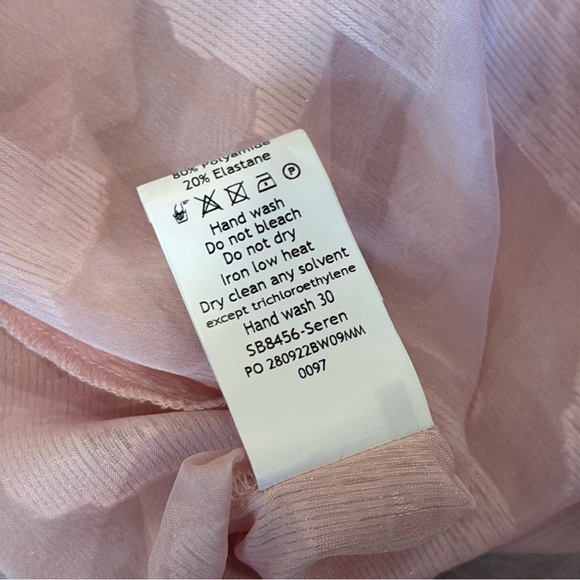 80% Polyamide
20% Elastane
P
Hand wash
Do not bleach
Do not dry
Iron low heat
Dry clean any solvent
except trichloroethylene
Hand wash 30
SB8456-Seren
PO 280922BW09MM
0097